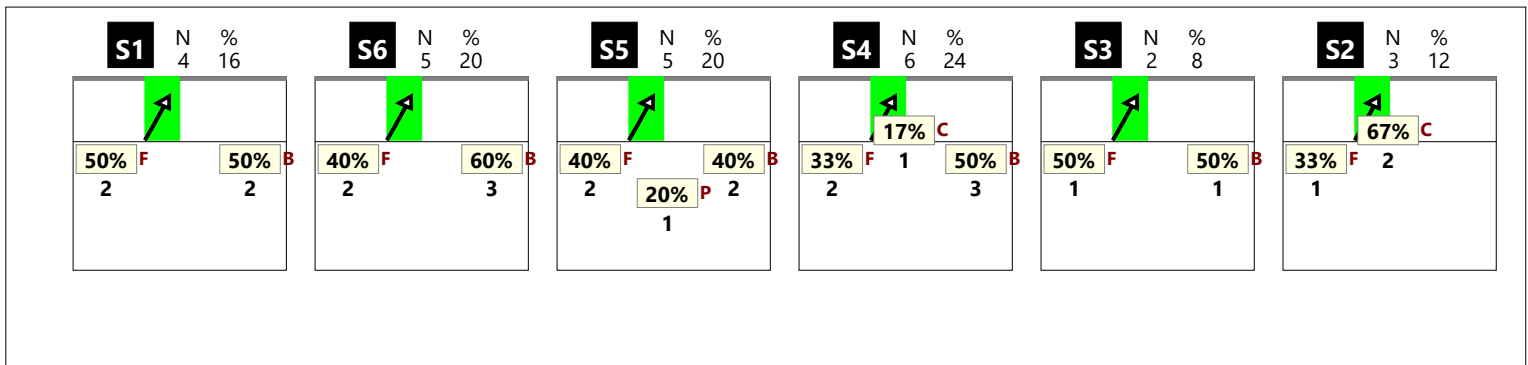 S1 N % S6 N % S5 N % S4 N % S3 N % S2 N %
4 16 5 20 5 20 6 24 2 8 3 12
17% C 67% C
50% F 50% B 40% F 60% B 40% F 40% B 33% F 1 50% B 50% F 50% B 33% F 2
2 2 2 3 2 20% P 2 2 3 1 1 1
1